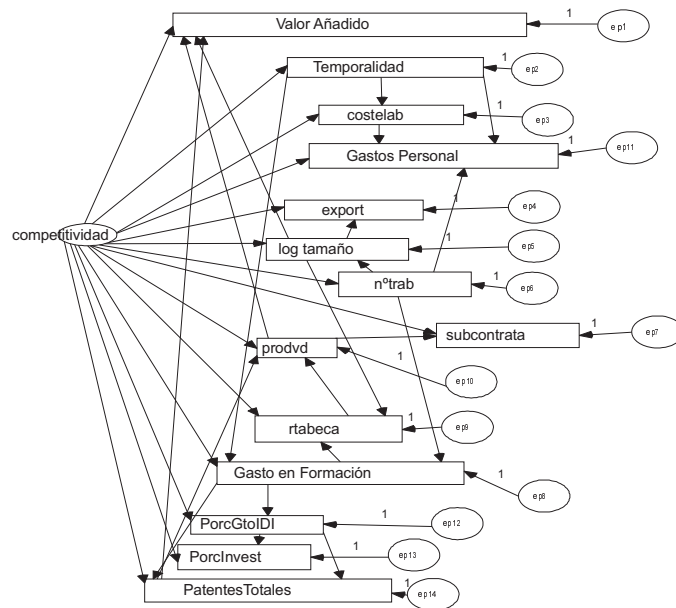 1
Valor Añadido
ep1
1
Temporalidad
ep2
1
costelab
ep3
1
Gastos Personal
ep11
1
export
ep4
competitividad
1
log tamaño
ep5
1
nºtrab
ep6
1
subcontrata
ep7
prodvd
1
ep10
1
rtabeca
ep9
Gasto en Formación
1
ep8
PorcGtoIDI
1
ep12
PorcInvest
1
ep13
PatentesTotales
1
ep14